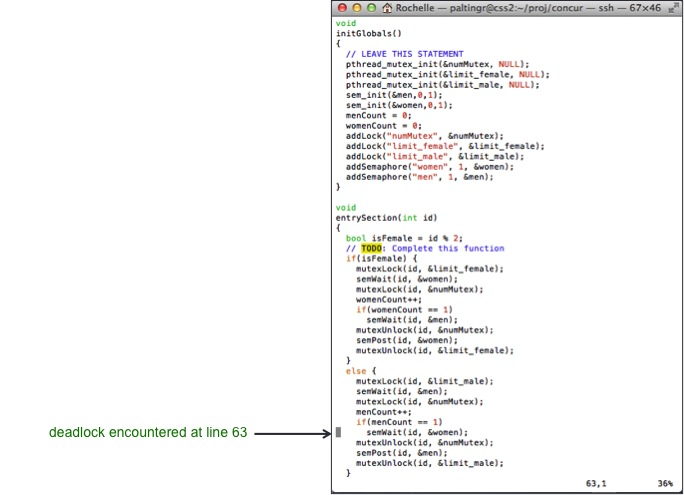 Rochelle — paltingr@css2:~/proj/concur — ssh — 67×46
void
initGlobals()
{
  // LEAVE THIS STATEMENT
  pthread_mutex_init(&numMutex, NULL);
  pthread_mutex_init(&limit_female, NULL);
  pthread_mutex_init(&limit_male, NULL);
  sem_init(&men,0,1);
  sem_init(&women,0,1);
  menCount = 0;
  womenCount = 0;
  addLock("numMutex", &numMutex);
  addLock("limit_female", &limit_female);
  addLock("limit_male", &limit_male);
  addSemaphore("women", 1, &women);
  addSemaphore("men", 1, &men);
}
void
entrySection(int id)
{
  bool isFemale = id % 2;
  // TODO: Complete this function
  if(isFemale) {
    mutexLock(id, &limit_female);
    semWait(id, &women);
    mutexLock(id, &numMutex);
    womenCount++;
    if(womenCount == 1)
      semWait(id, &men);
    mutexUnlock(id, &numMutex);
    semPost(id, &women);
    mutexUnlock(id, &limit_female);
  }
  else {
    mutexLock(id, &limit_male);
    semWait(id, &men);
    mutexLock(id, &numMutex);
    menCount++;
    if(menCount == 1)
deadlock encountered at line 63
      semWait(id, &women);
    mutexUnlock(id, &numMutex);
    semPost(id, &men);
    mutexUnlock(id, &limit_male);
  }
63,1 36%